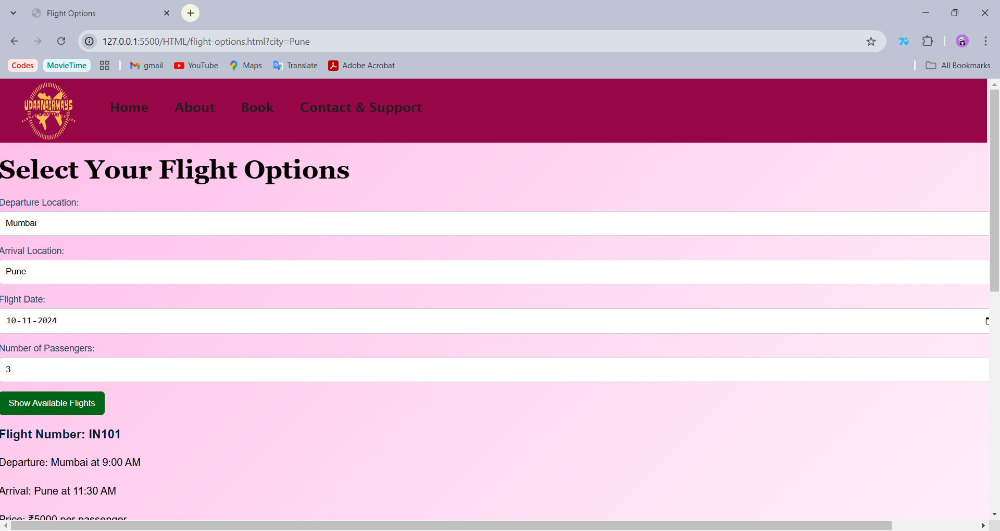 Flight Options
127.0.0.1:5500/HTML/flight-options.html?city=Pune
Codes MovieTime gmail YouTube Maps Translate Adobe Acrobat All Bookmarks
UDAANAIRWAYS
Home About Book Contact & Support
Select Your Flight Options
Departure Location:
Mumbai
Arrival Location:
Pune
Flight Date:
10-11-2024
Number of Passengers:
3
Show Available Flights
Flight Number: IN101
Departure: Mumbai at 9:00 AM
Arrival: Pune at 11:30 AM
Price: ₹5000 per passenger